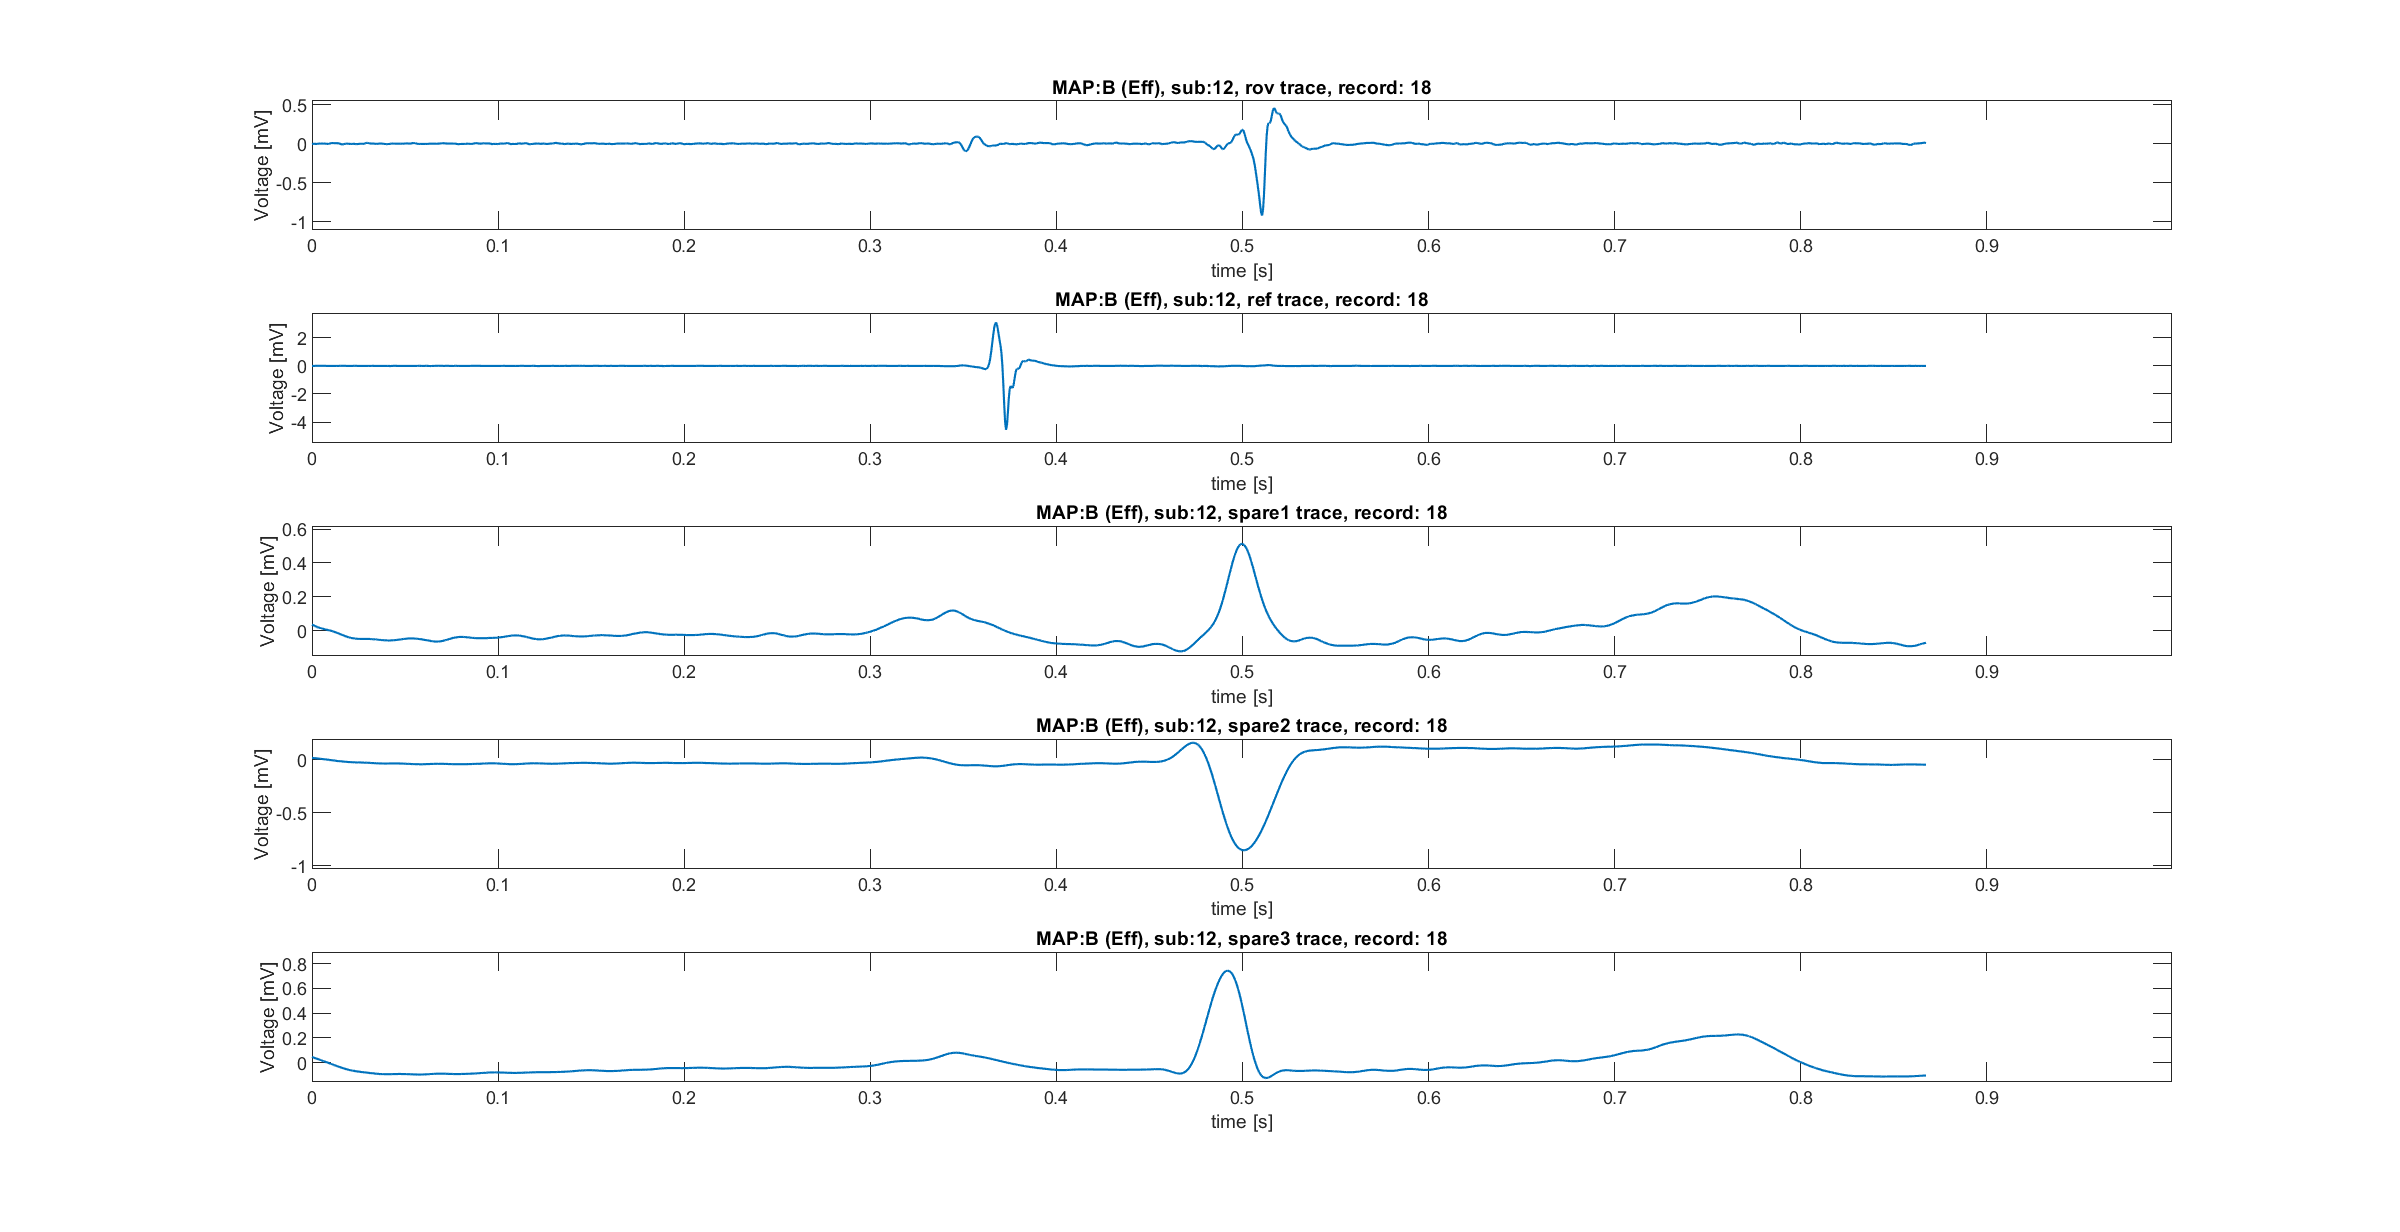 MAP:B (Eff), sub:12, rov trace, record: 18
Voltage [mV]
0.5
0
-0.5
-1
0 0.1 0.2 0.3 0.4 0.5 0.6 0.7 0.8 0.9
time [s]
MAP:B (Eff), sub:12, ref trace, record: 18
Voltage [mV]
2
0
-2
-4
0 0.1 0.2 0.3 0.4 0.5 0.6 0.7 0.8 0.9
time [s]
MAP:B (Eff), sub:12, spare1 trace, record: 18
Voltage [mV]
0.6
0.4
0.2
0
0 0.1 0.2 0.3 0.4 0.5 0.6 0.7 0.8 0.9
time [s]
MAP:B (Eff), sub:12, spare2 trace, record: 18
Voltage [mV]
0
-0.5
-1
0 0.1 0.2 0.3 0.4 0.5 0.6 0.7 0.8 0.9
time [s]
MAP:B (Eff), sub:12, spare3 trace, record: 18
Voltage [mV]
0.8
0.6
0.4
0.2
0
0 0.1 0.2 0.3 0.4 0.5 0.6 0.7 0.8 0.9
time [s]